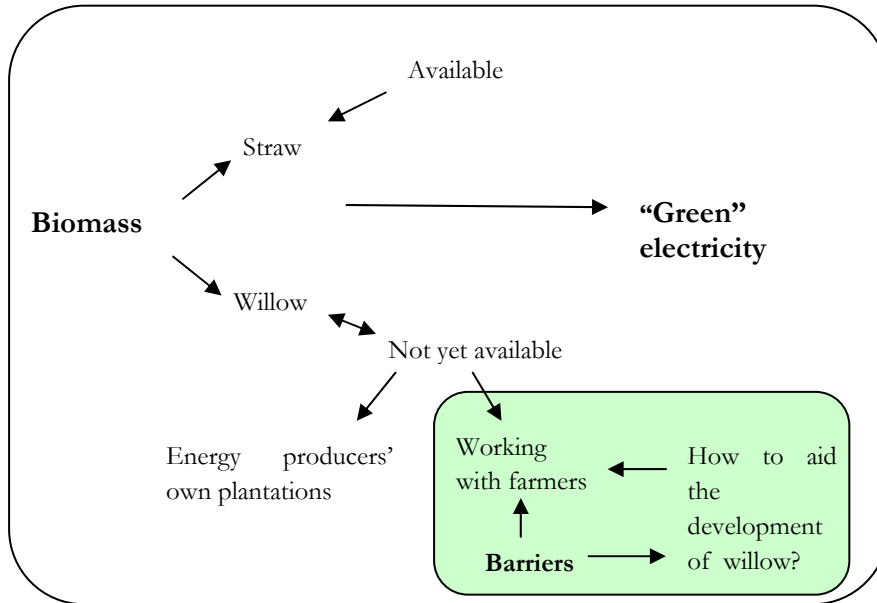 Available
Straw
Biomass
“Green”
electricity
Willow
Not yet available
Energy producers’
own plantations
Working
with farmers
How to aid
the
development
of willow?
Barriers